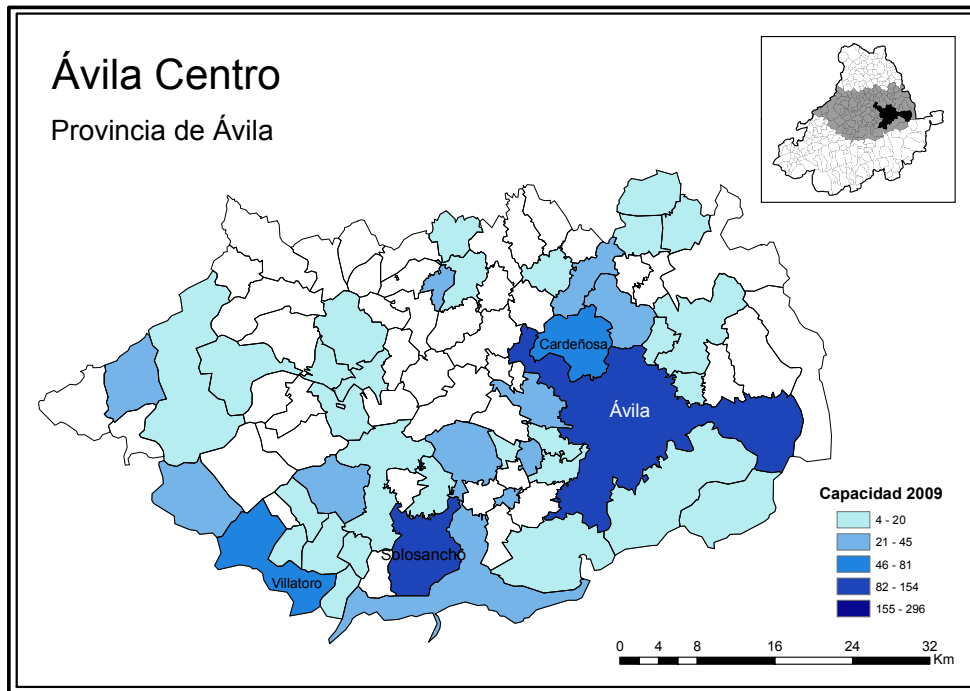 Ávila Centro
Provincia de Ávila
Cardeñosa
Ávila
Solosancho
Villatoro
Capacidad 2009
4 - 20
21 - 45
46 - 81
82 - 154
155 - 296
0 4 8 16 24 32
Km